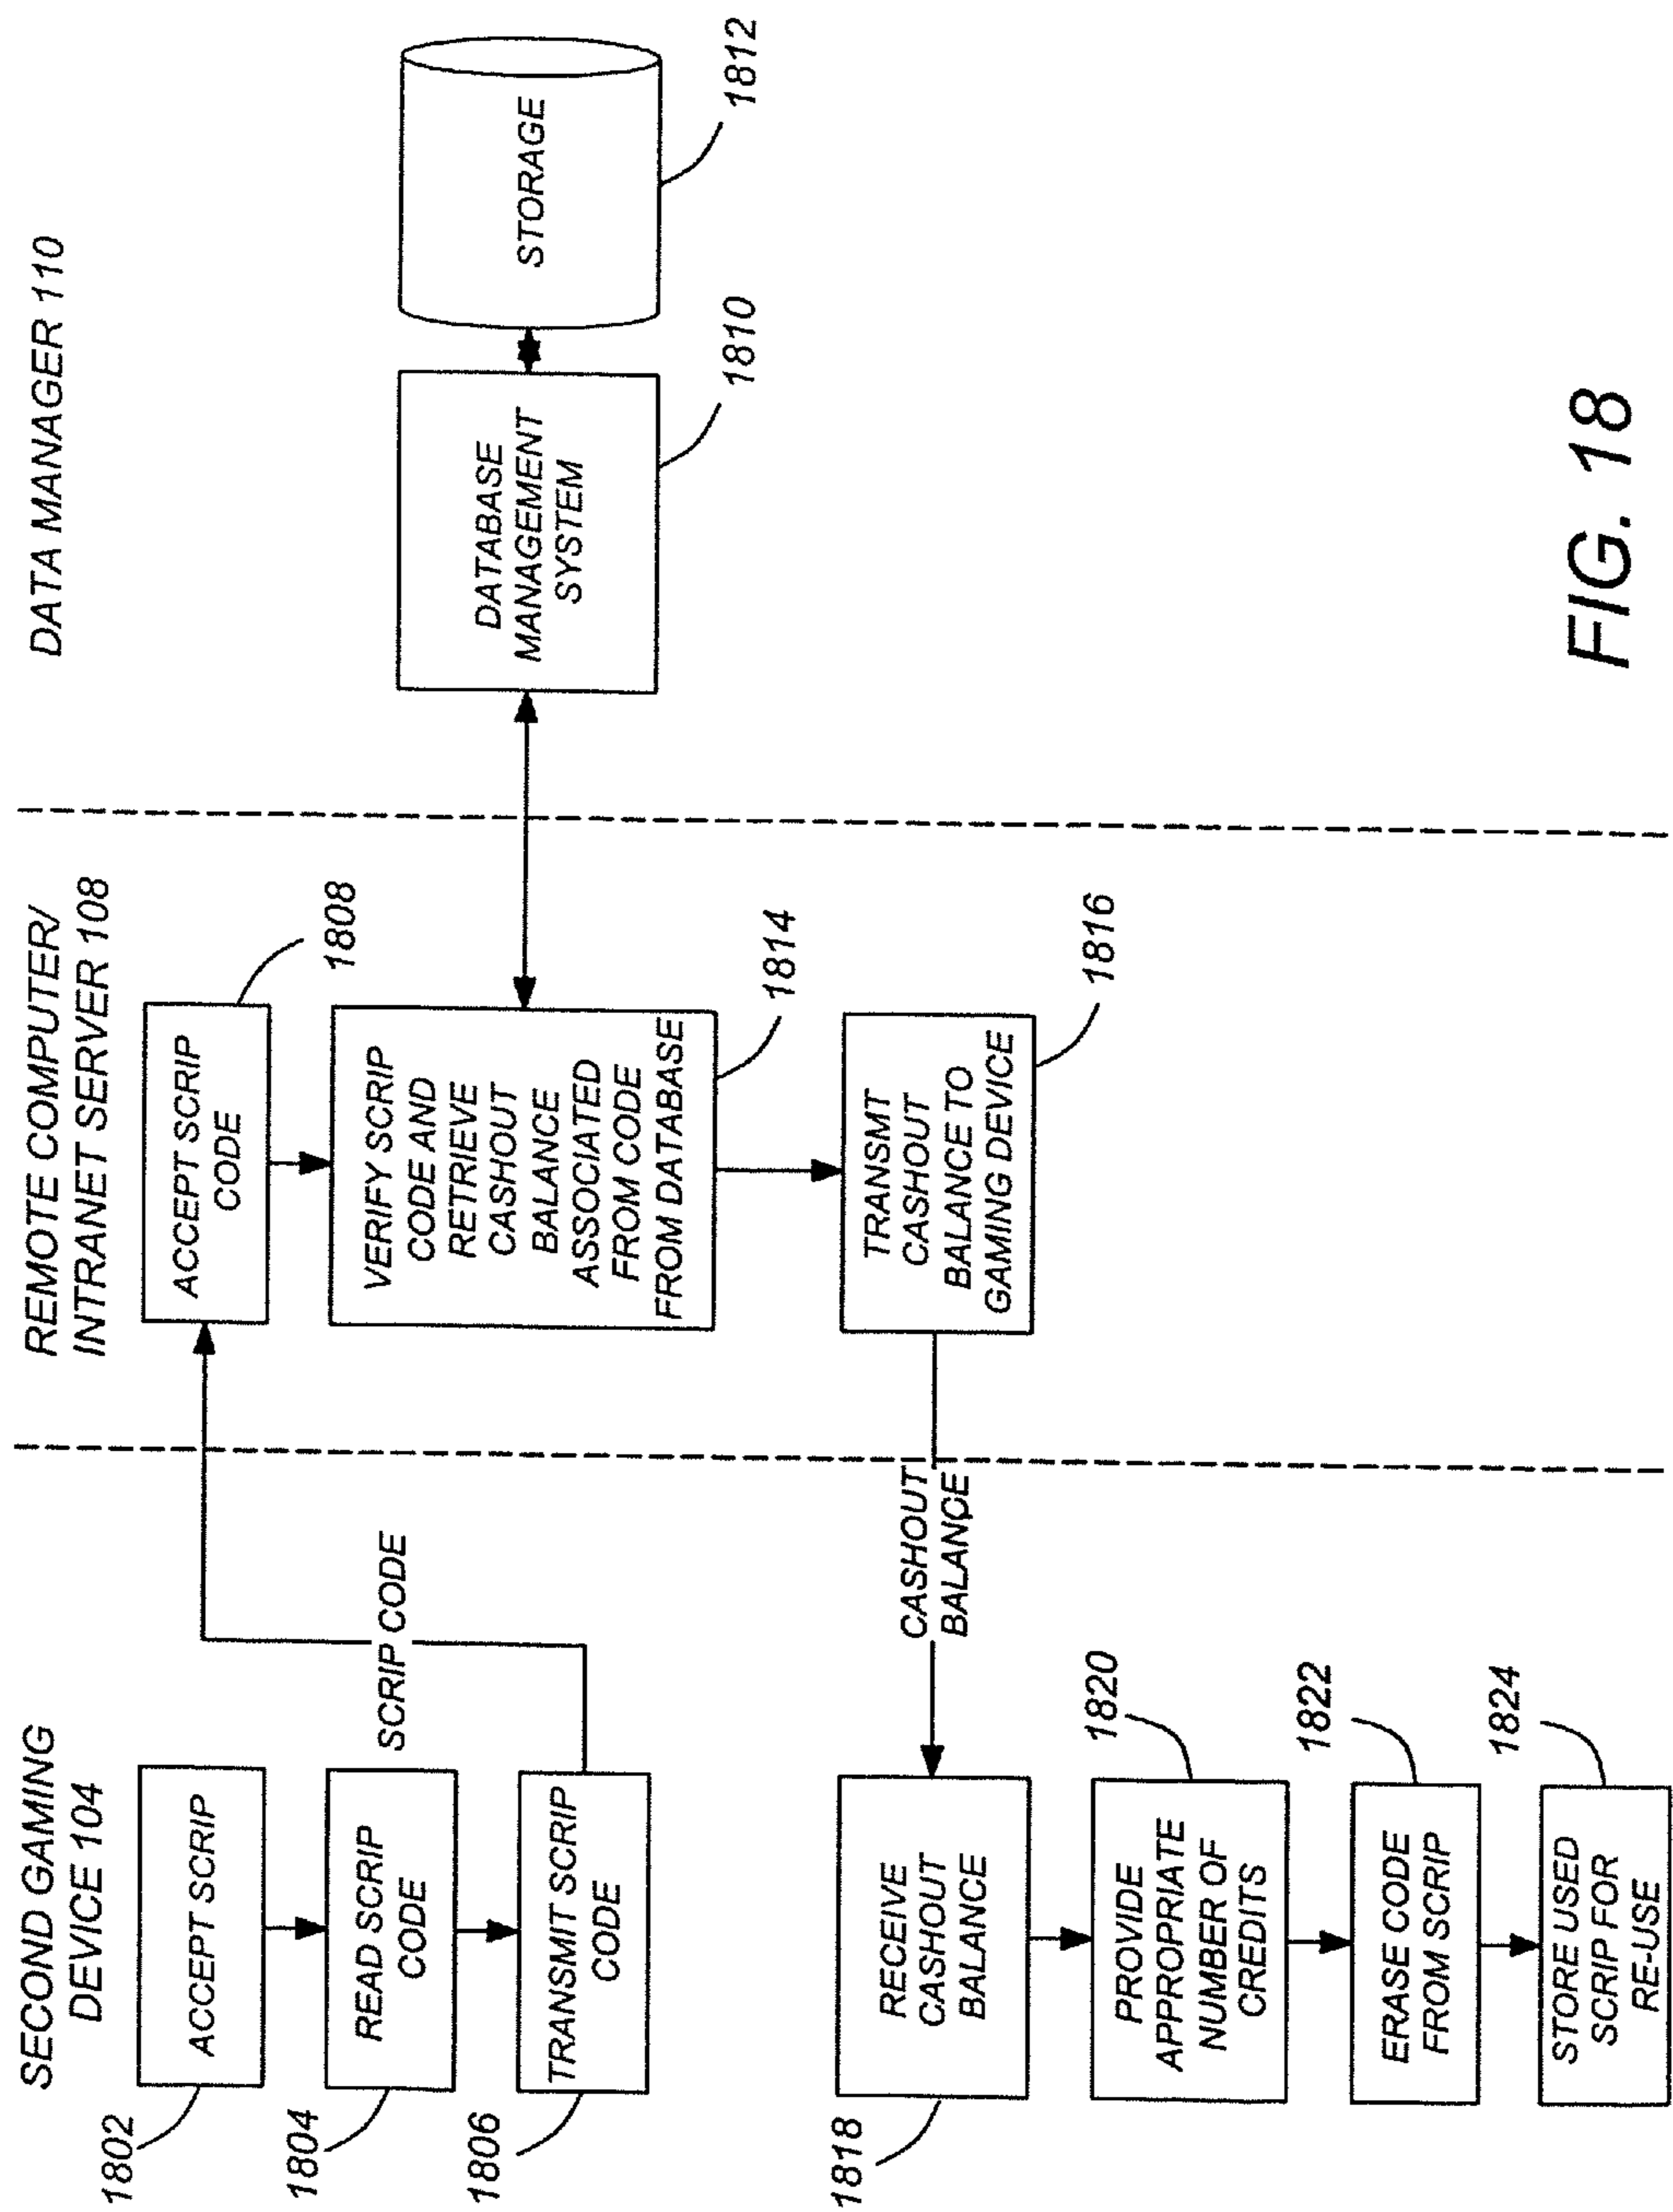 SECOND GAMING
DEVICE 104
1802
ACCEPT SCRIP
1804
READ SCRIP
CODE
1806
TRANSMIT SCRIP
CODE
SCRIP CODE
1818
RECEIVE
CASHOUT
BALANCE
CASHOUT
BALANCE
1820
PROVIDE
APPROPRIATE
NUMBER OF
CREDITS
1822
ERASE CODE
FROM SCRIP
1824
STORE USED
SCRIP FOR
RE-USE
REMOTE COMPUTER/
INTRANET SERVER 108
ACCEPT SCRIP
CODE
1808
VERIFY SCRIP
CODE AND
RETRIEVE
CASHOUT
BALANCE
ASSOCIATED
FROM CODE
FROM DATABASE
1814
TRANSMT
CASHOUT
BALANCE TO
GAMING DEVICE
1816
DATA MANAGER 110
DATABASE
MANAGEMENT
SYSTEM
1810
STORAGE
1812
FIG. 18